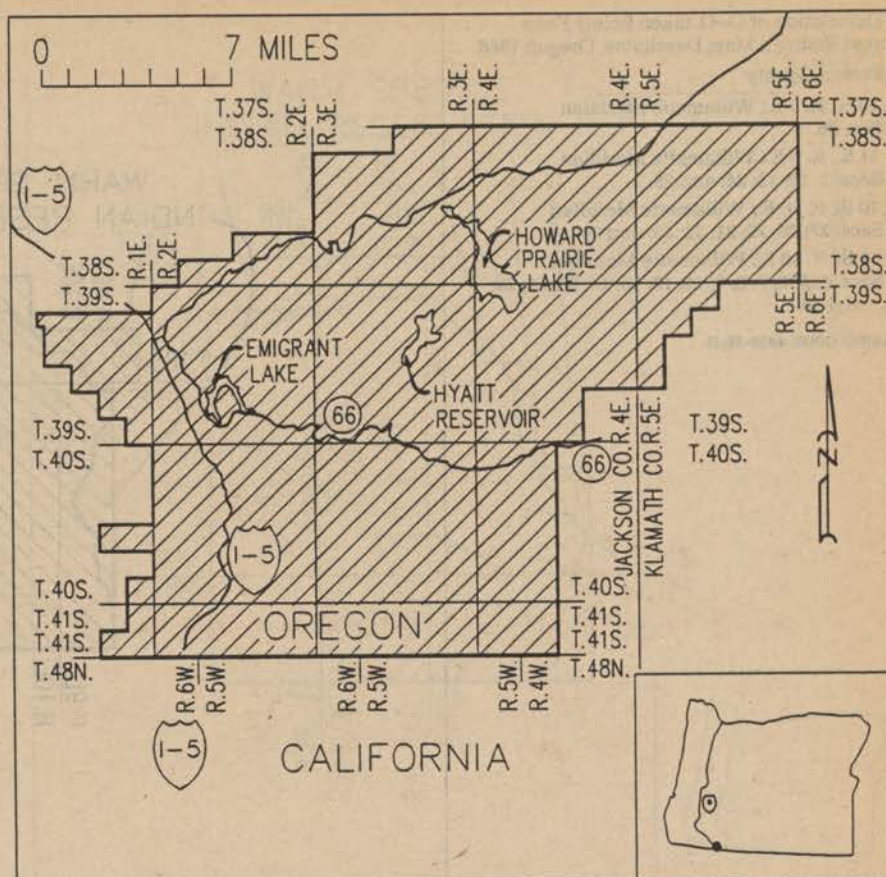 0 7 MILES
R.3E. R.4E.
R.4E. R.5E.
R.5E. R.6E.
R.2E. R.3E.
T.37S. T.37S.
T.38S. T.38S.
I-5
R.1E. R.2E.
HOWARD
PRAIRIE
LAKE
T.38S. T.38S.
T.39S. T.39S.
R.5E. R.6E.
EMIGRANT
LAKE
HYATT
RESERVOIR
66
N
T.39S. T.39S.
T.40S. T.40S.
66
JACKSON CO. R.4E.
KLAMATH CO. R.5E.
I-5
T.40S. T.40S.
T.41S. T.41S.
OREGON
T.41S. T.41S.
T.48N. T.48N.
R.6W. R.5W.
R.6W. R.5W.
R.5W. R.4W.
I-5
CALIFORNIA